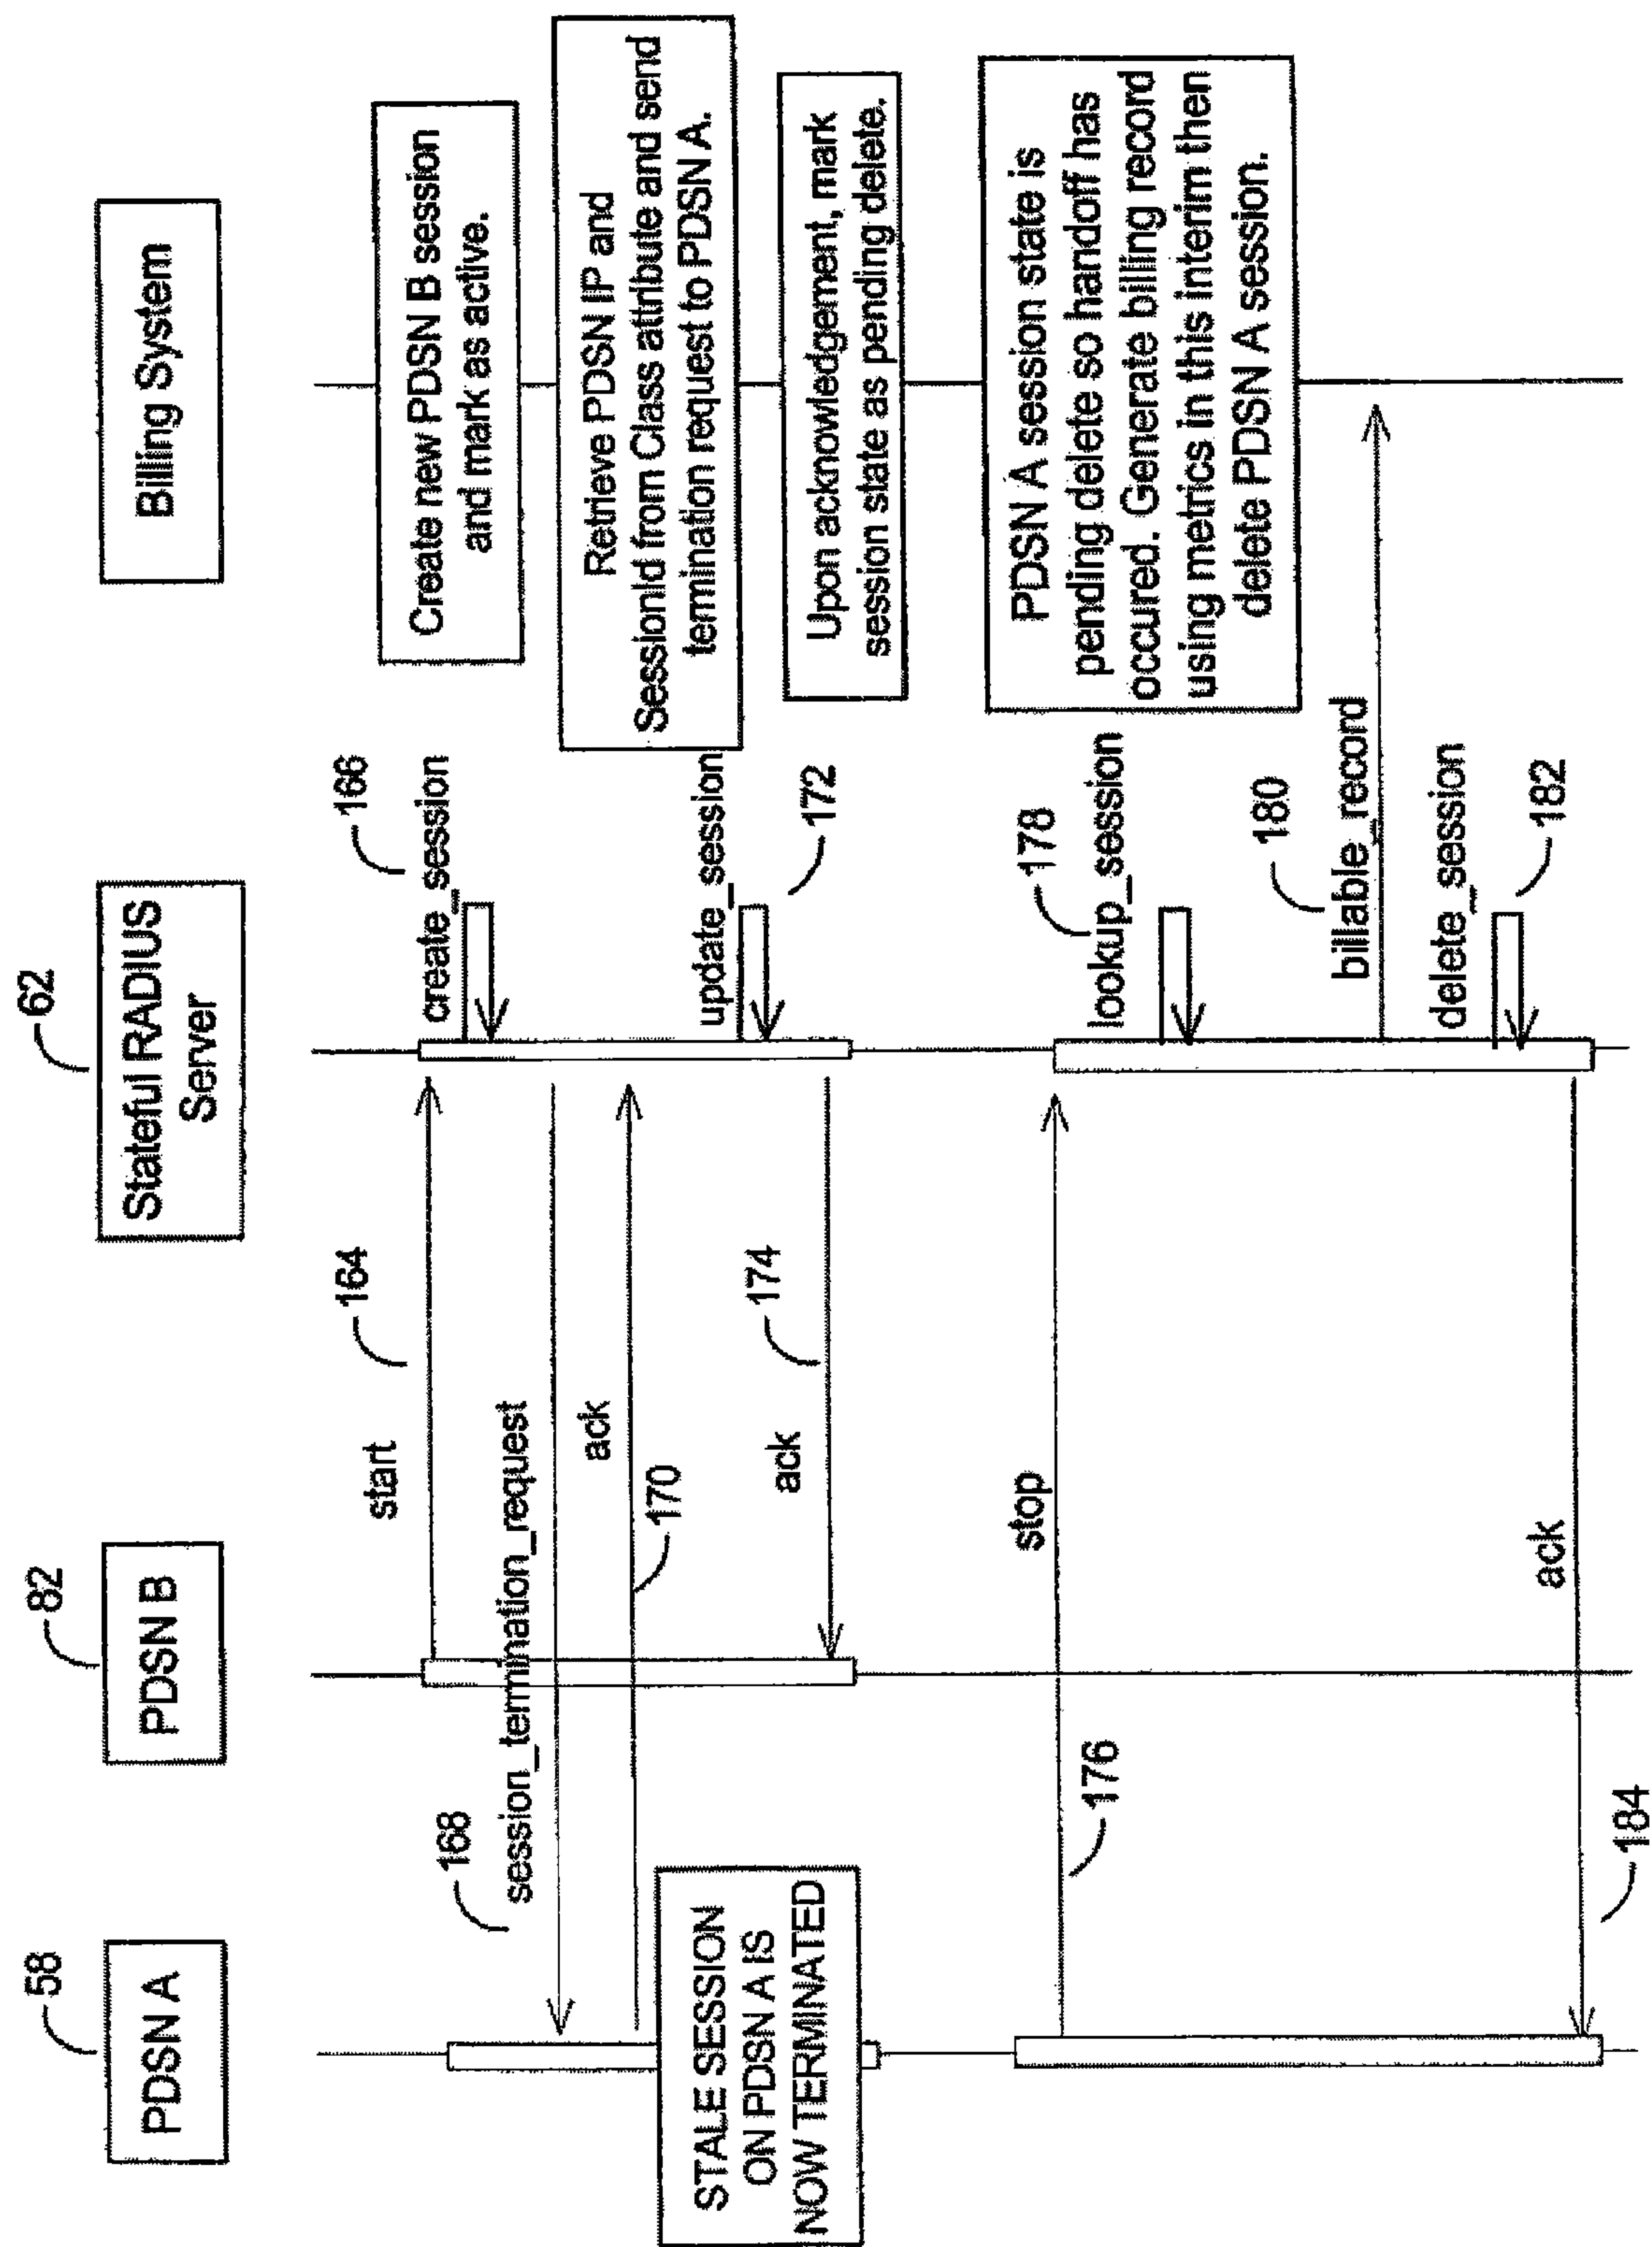 58
PDSN A
82
PDSN B
62
Stateful RADIUS
Server
Billing System
start
164
166
create_session
Create new PDSN B session
and mark as active.
168
session_termination_request
ack
170
Retrieve PDSN IP and
SessionId from Class attribute and send
termination request to PDSN A.
STALE SESSION
ON PDSN A IS
NOW TERMINATED
update_session
172
ack
174
Upon acknowledgement, mark
session state as pending delete.
stop
176
178
lookup_session
PDSN A session state is
pending delete so handoff has
occured. Generate billing record
using metrics in this interim then
delete PDSN A session.
180
billable_record
delete_session
182
ack
184